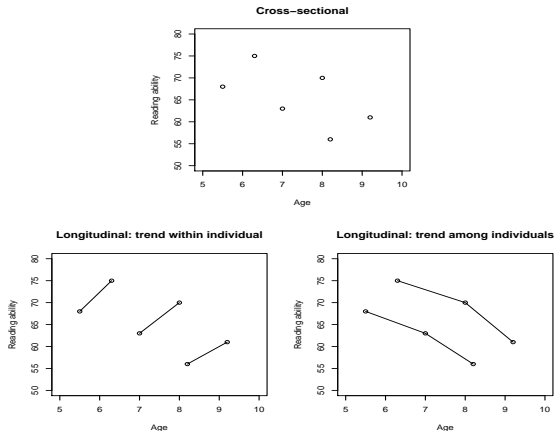 Cross−sectional
Reading ability
80
75
70
65
60
55
50
5 6 7 8 9 10
Age
Longitudinal: trend within individual
Reading ability
80
75
70
65
60
55
50
5 6 7 8 9 10
Age
Longitudinal: trend among individuals
Reading ability
80
75
70
65
60
55
50
5 6 7 8 9 10
Age